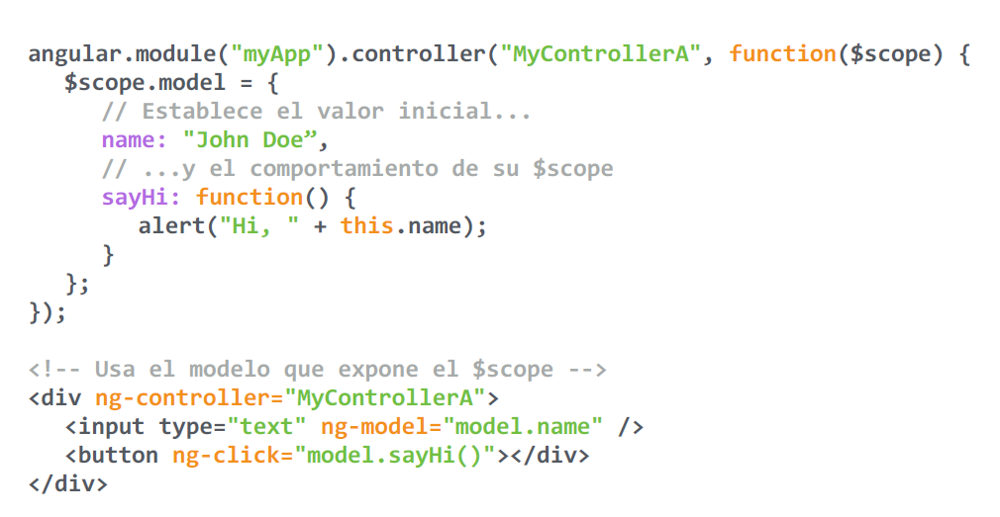 angular.module("myApp").controller("MyControllerA", function($scope) {
$scope.model = {
// Establece el valor inicial...
name: "John Doe”,
// ...y el comportamiento de su $scope
sayHi: function() {
alert("Hi, " + this.name);
}
};
});
<!-- Usa el modelo que expone el $scope -->
<div ng-controller="MyControllerA">
<input type="text" ng-model="model.name" />
<button ng-click="model.sayHi()"></div>
</div>